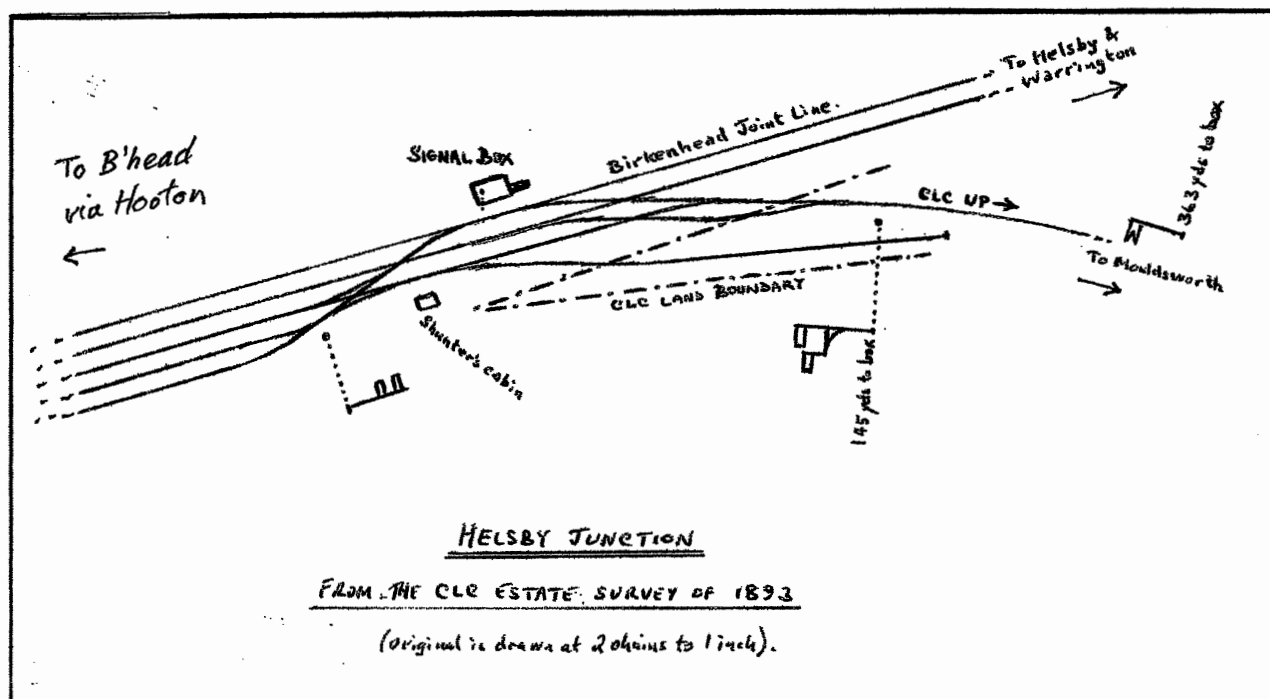 To Helsby &
Warrington
Birkenhead Joint Line.
To B'head
via Hooton
SIGNAL BOX
CLC UP
363 yds to box
To Mouldsworth
CLC LAND BOUNDARY
Shunter's cabin
145 yds to box
HELSBY JUNCTION
FROM THE CLC ESTATE SURVEY OF 1893
(Original is drawn at 2 chains to 1 inch).